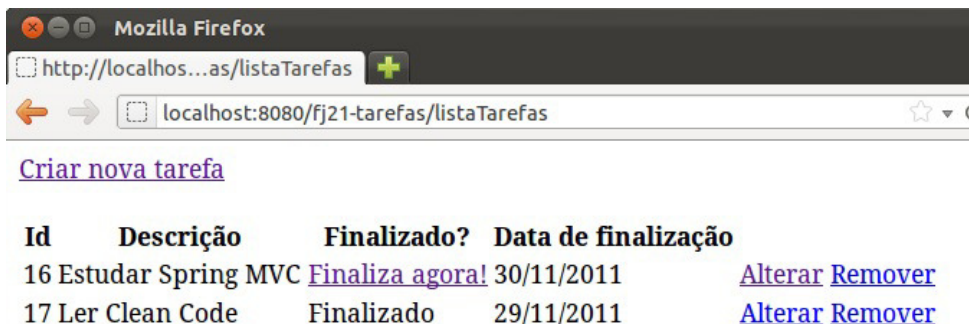 Mozilla Firefox
http://localhos...as/listaTarefas
localhost:8080/fj21-tarefas/listaTarefas
Criar nova tarefa
Id Descrição Finalizado? Data de finalização
16 Estudar Spring MVC Finaliza agora! 30/11/2011 Alterar Remover
17 Ler Clean Code Finalizado 29/11/2011 Alterar Remover